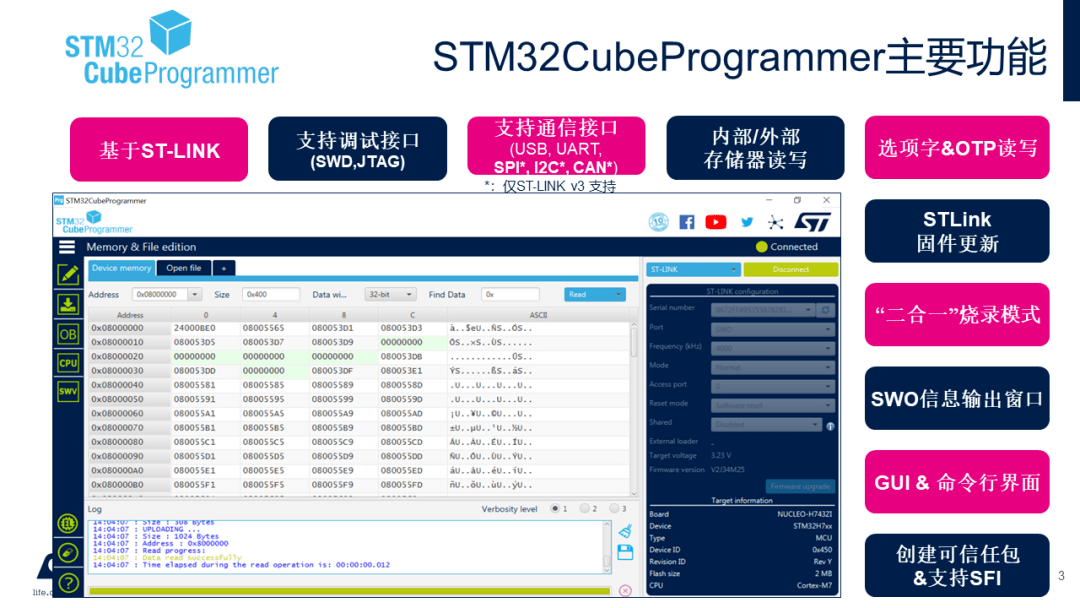 STM32
CubeProgrammer
STM32CubeProgrammer主要功能
基于ST-LINK
支持调试接口
(SWD,JTAG)
支持通信接口
(USB, UART,
SPI*, I2C*, CAN*)
*：仅ST-LINK v3 支持
内部/外部
存储器读写
选项字&OTP读写
STLink
固件更新
“二合一”烧录模式
SWO信息输出窗口
GUI & 命令行界面
创建可信任包
&支持SFI
STM32CubeProgrammer
STM32
CubeProgrammer
Memory & File edition
Connected
Device memory Open file +
Address 0x08000000 Size 0x400 Data wi... 32-bit Find Data 0x Read
Address 0 4 8 C ASCII
0x08000000 24000BE0 08005565 080053D1 080053D3 à..$eU..ÑS..ÓS..
0x08000010 080053D5 080053D7 080053D9 00000000 ÕS..×S..ÙS......
0x08000020 00000000 00000000 00000000 080053DB ............ÛS..
0x08000030 080053DD 00000000 080053DF 080053E1 ÝS......ßS..áS..
0x08000040 08005581 08005585 08005589 0800558D .U...U...U...U..
0x08000050 08005591 08005595 08005599 0800559D .U...U...U...U..
0x08000060 080055A1 080055A5 080055A9 080055AD ¡U..¥U..©U...U..
0x08000070 080055B1 080055B5 080055B9 080055BD ±U..µU..¹U..½U..
0x08000080 080055C1 080055C5 080055C9 080055CD ÁU..ÅU..ÉU..ÍU..
0x08000090 080055D1 080055D5 080055D9 080055DD ÑU..ÕU..ÙU..ÝU..
0x080000A0 080055E1 080055E5 080055E9 080055ED áU..åU..éU..íU..
0x080000B0 080055F1 080055F5 080055F9 080055FD ñU..õU..ùU..ýU..
OB
CPU
SWV
Log Verbosity level 1 2 3
14:04:07 : Size : 308 Bytes
14:04:07 : UPLOADING ...
14:04:07 : Size : 1024 Bytes
14:04:07 : Address : 0x8000000
14:04:07 : Read progress:
14:04:07 : Data read successfully
14:04:07 : Time elapsed during the read operation is: 00:00:00.012
ST-LINK Disconnect
ST-LINK configuration
Serial number
Port SWD
Frequency (kHz) 4000
Mode Normal
Access port 0
Reset mode Software reset
Shared Disabled
External loader _
Target voltage 3.23 V
Firmware version V2J34M25
Firmware upgrade
Target information
Board NUCLEO-H743ZI
Device STM32H7xx
Type MCU
Device ID 0x450
Revision ID Rev Y
Flash size 2 MB
CPU Cortex-M7
life.
3